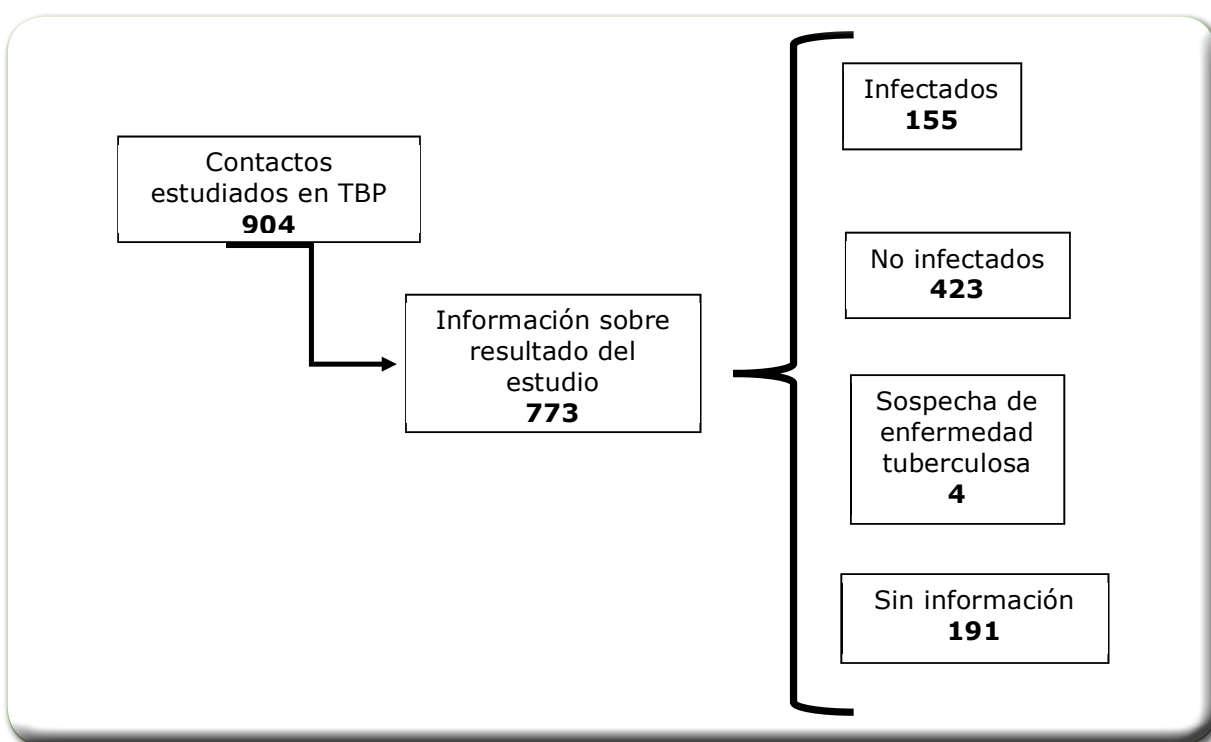 Contactos
estudiados en TBP
904
Información sobre
resultado del
estudio
773
Infectados
155
No infectados
423
Sospecha de
enfermedad
tuberculosa
4
Sin información
191